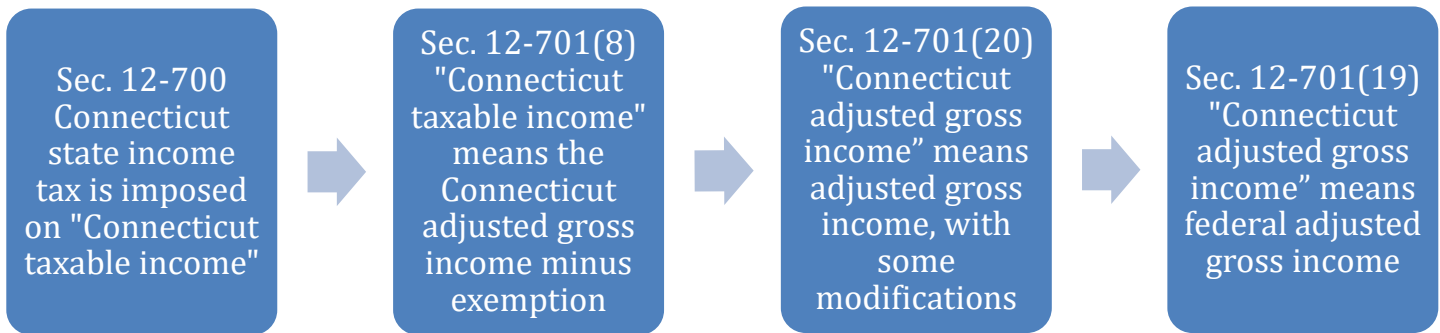 Sec. 12-700
Connecticut
state income
tax is imposed
on "Connecticut
taxable income"
Sec. 12-701(8)
"Connecticut
taxable income"
means the
Connecticut
adjusted gross
income minus
exemption
Sec. 12-701(20)
"Connecticut
adjusted gross
income” means
adjusted gross
income, with
some
modifications
Sec. 12-701(19)
"Connecticut
adjusted gross
income” means
federal adjusted
gross income